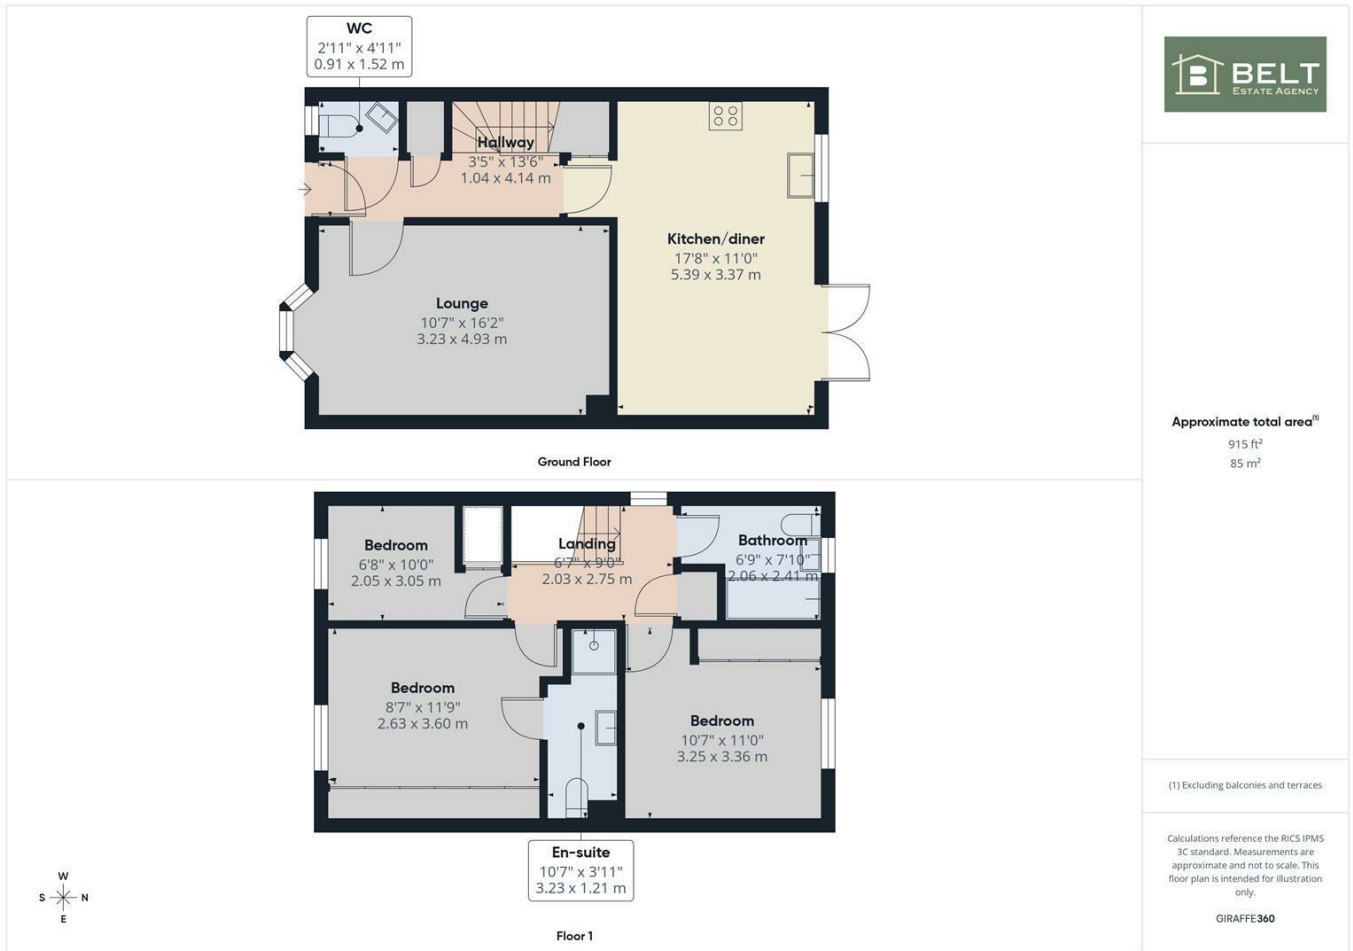 WC
2'11" x 4'11"
0.91 x 1.52 m
Hallway
3'5" x 13'6"
1.04 x 4.14 m
Kitchen/diner
17'8" x 11'0"
5.39 x 3.37 m
Lounge
10'7" x 16'2"
3.23 x 4.93 m
Ground Floor
Bedroom
6'8" x 10'0"
2.05 x 3.05 m
Landing
6'7" x 9'0"
2.03 x 2.75 m
Bathroom
6'9" x 7'10"
2.06 x 2.41 m
Bedroom
8'7" x 11'9"
2.63 x 3.60 m
Bedroom
10'7" x 11'0"
3.25 x 3.36 m
En-suite
10'7" x 3'11"
3.23 x 1.21 m
Floor 1
W
S N
E
B BELT
ESTATE AGENCY
Approximate total area(1)
915 ft²
85 m²
(1) Excluding balconies and terraces
Calculations reference the RICS IPMS
3C standard. Measurements are
approximate and not to scale. This
floor plan is intended for illustration
only.
GIRAFFE360